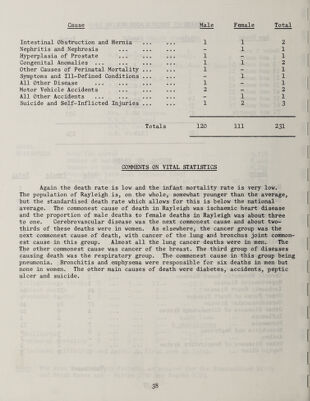 Cause Male Female Total
Intestinal Obstruction and Hernia ... ... 1 1 2
Nephritis and Nephrosis ... ... - 1 1
Hyperplasia of Prostate ... ... 1 - 1
Congenital Anomalies ... ... ... 1 1 2
Other Causes of Perinatal Mortality ... ... 1 - 1
Symptoms and Ill-Defined Conditions ... ... - 1 1
All Other Disease ... ... ... 1 - 1
Motor Vehicle Accidents ... ... 2 - 2
All Other Accidents ... ... ... - 1 1
Suicide and Self-Inflicted Injuries ... ... 1 2 3
Totals 120 111 231
COMMENTS ON VITAL STATISTICS
Again the death rate is low and the infant mortality rate is very low.
The population of Rayleigh is, on the whole, somewhat younger than the average,
but the standardised death rate which allows for this is below the national
average. The commonest cause of death in Rayleigh was ischaemic heart disease
and the proportion of male deaths to female deaths in Rayleigh was about three
to one. Cerebrovascular disease was the next commonest cause and about two-
thirds of these deaths were in women. As elsewhere, the cancer group was the
next commonest cause of death, with cancer of the lung and bronchus joint common-
est cause in this group. Almost all the lung cancer deaths were in men. The
The other commonest cause was cancer of the breast. The third group of diseases
causing death was the respiratory group. The commonest cause in this group being
pneumonia. Bronchitis and emphysema were responsible for six deaths in men but
none in women. The other main causes of death were diabetes, accidents, peptic
ulcer and suicide.
38